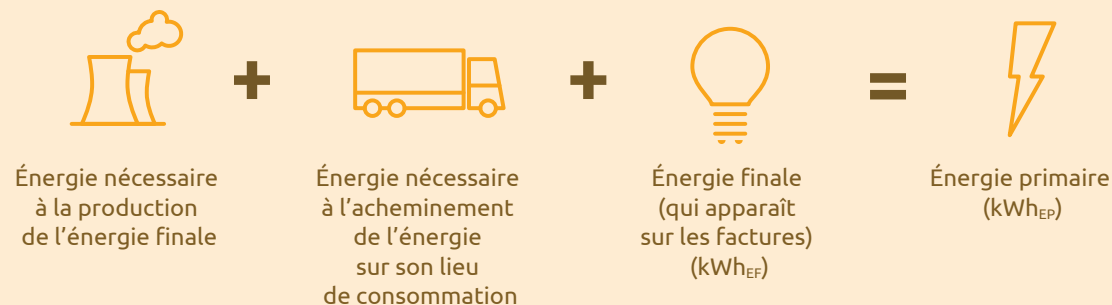 +
+
=
Énergie nécessaire
à la production
de l’énergie finale
Énergie nécessaire
à l’acheminement
de l’énergie
sur son lieu
de consommation
Énergie finale
(qui apparaît
sur les factures)
(kWhEF)
Énergie primaire
(kWhEP)